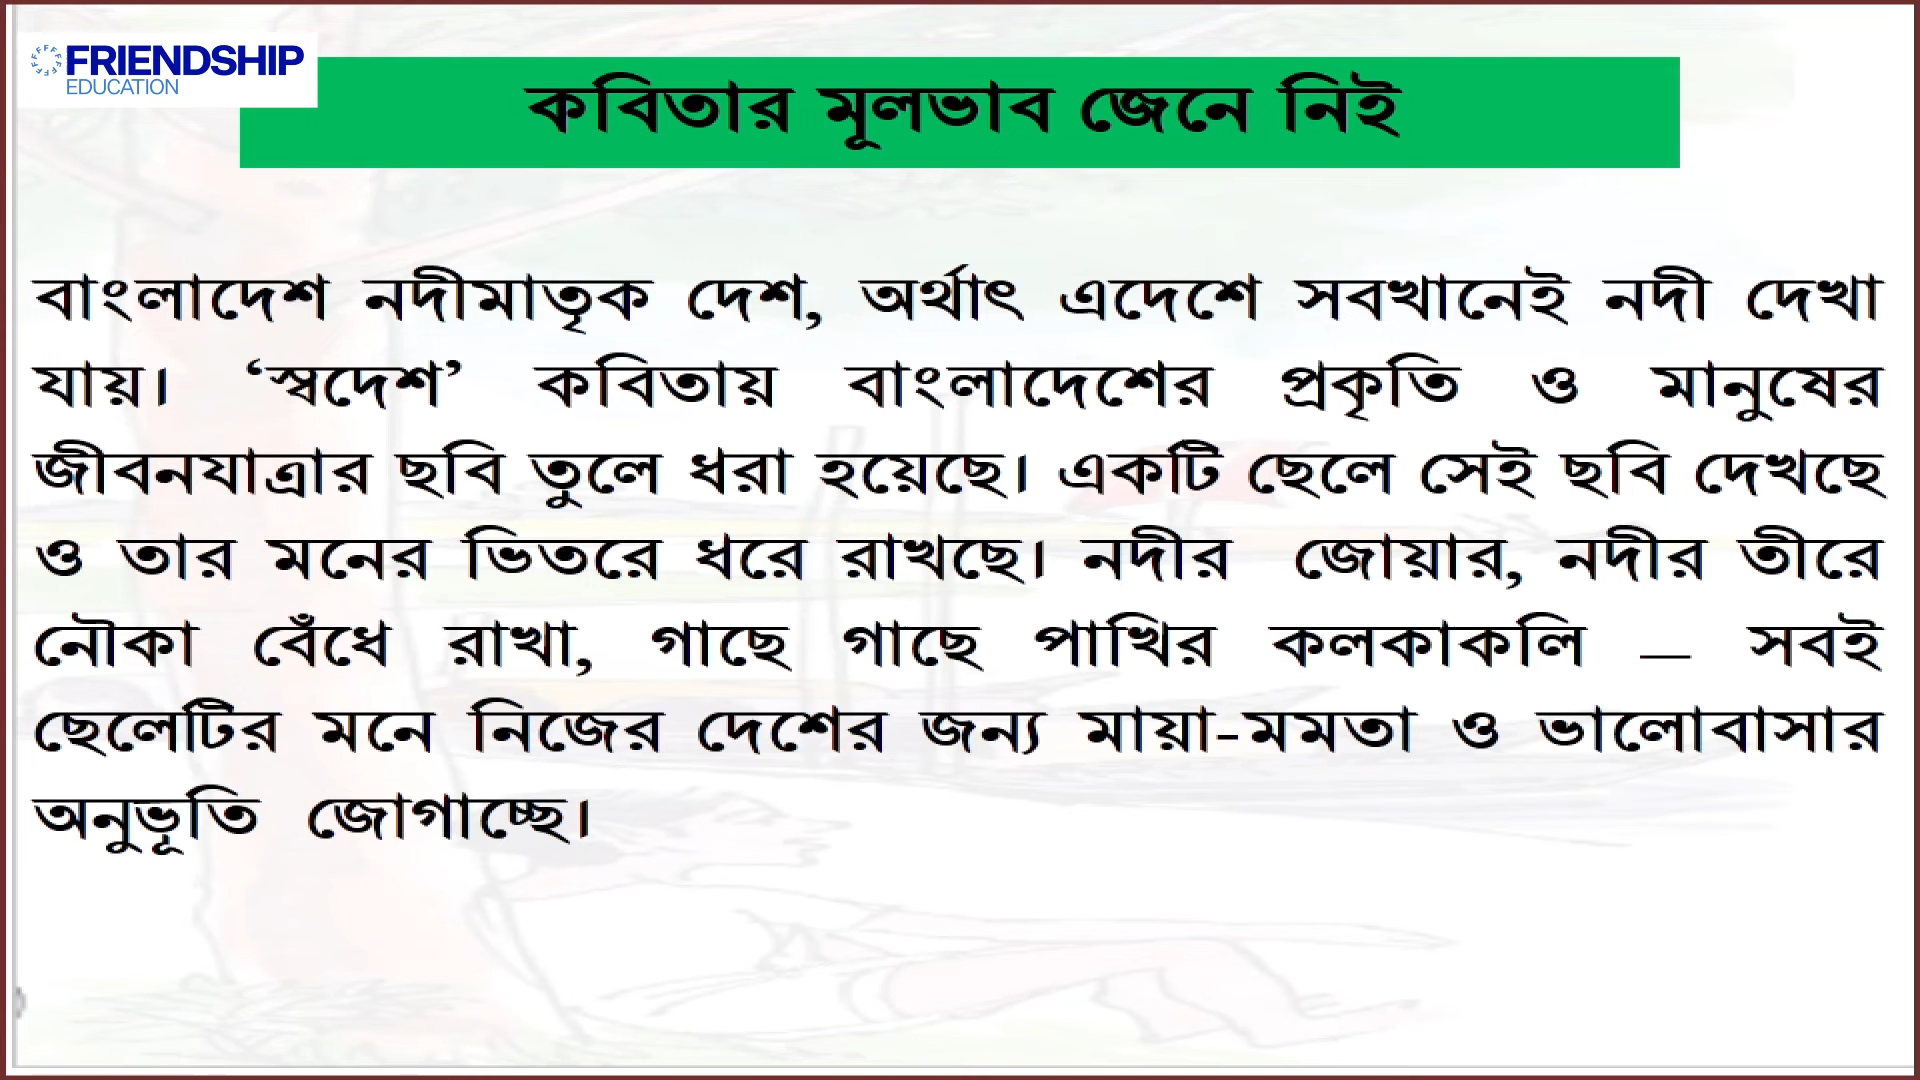 FRIENDSHIP
EDUCATION
কবিতার মূলভাব জেনে নিই
বাংলাদেশ নদীমাতৃক দেশ, অর্থাৎ এদেশে সবখানেই নদী দেখা
যায়। ‘স্বদেশ’ কবিতায় বাংলাদেশের প্রকৃতি ও মানুষের
জীবনযাত্রার ছবি তুলে ধরা হয়েছে। একটি ছেলে সেই ছবি দেখছে
ও তার মনের ভিতরে ধরে রাখছে। নদীর জোয়ার, নদীর তীরে
নৌকা বেঁধে রাখা, গাছে গাছে পাখির কলকাকলি — সবই
ছেলেটির মনে নিজের দেশের জন্য মায়া-মমতা ও ভালোবাসার
অনুভূতি জোগাচ্ছে।